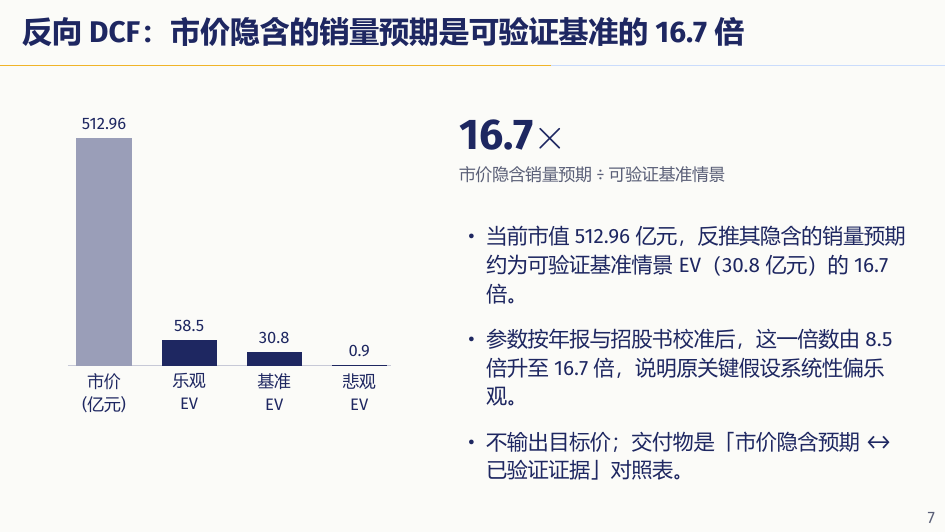 反向 DCF：市价隐含的销量预期是可验证基准的 16.7 倍
512.96
58.5
30.8
0.9
市价
(亿元)
乐观
EV
基准
EV
悲观
EV
16.7×
市价隐含销量预期 ÷ 可验证基准情景
• 当前市值 512.96 亿元，反推其隐含的销量预期
约为可验证基准情景 EV（30.8 亿元）的 16.7
倍。
• 参数按年报与招股书校准后，这一倍数由 8.5
倍升至 16.7 倍，说明原关键假设系统性偏乐
观。
• 不输出目标价；交付物是「市价隐含预期 ↔
已验证证据」对照表。
7